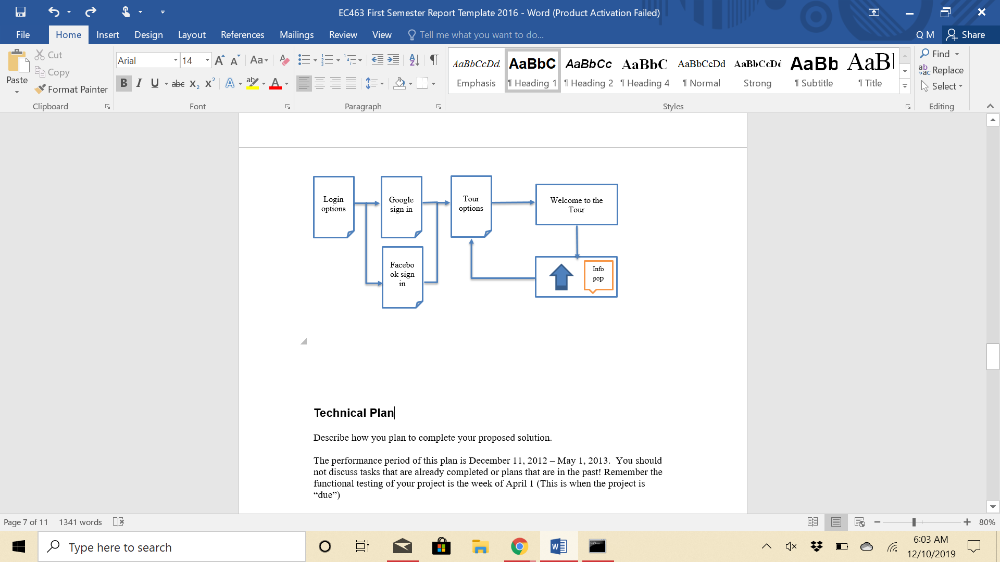 EC463 First Semester Report Template 2016 - Word (Product Activation Failed)
File Home Insert Design Layout References Mailings Review View Tell me what you want to do... Q M Share
Paste
Cut
Copy
Format Painter
Clipboard
Arial 14
Font
Paragraph
AaBbCcDd. AaBbC AaBbCc AaBbC AaBbCcDd AaBbCcDd AaBb AaB
Emphasis ¶ Heading 1 ¶ Heading 2 ¶ Heading 4 ¶ Normal Strong ¶ Subtitle ¶ Title
Styles
Find
Replace
Select
Editing
Login
options
Google
sign in
Tour
options
Welcome to the
Tour
Facebo
ok sign
in
Info
pop
Technical Plan
Describe how you plan to complete your proposed solution.
The performance period of this plan is December 11, 2012 – May 1, 2013.  You should
not discuss tasks that are already completed or plans that are in the past! Remember the
functional testing of your project is the week of April 1 (This is when the project is
“due”)
Page 7 of 11 1341 words 80%
Type here to search
6:03 AM
12/10/2019